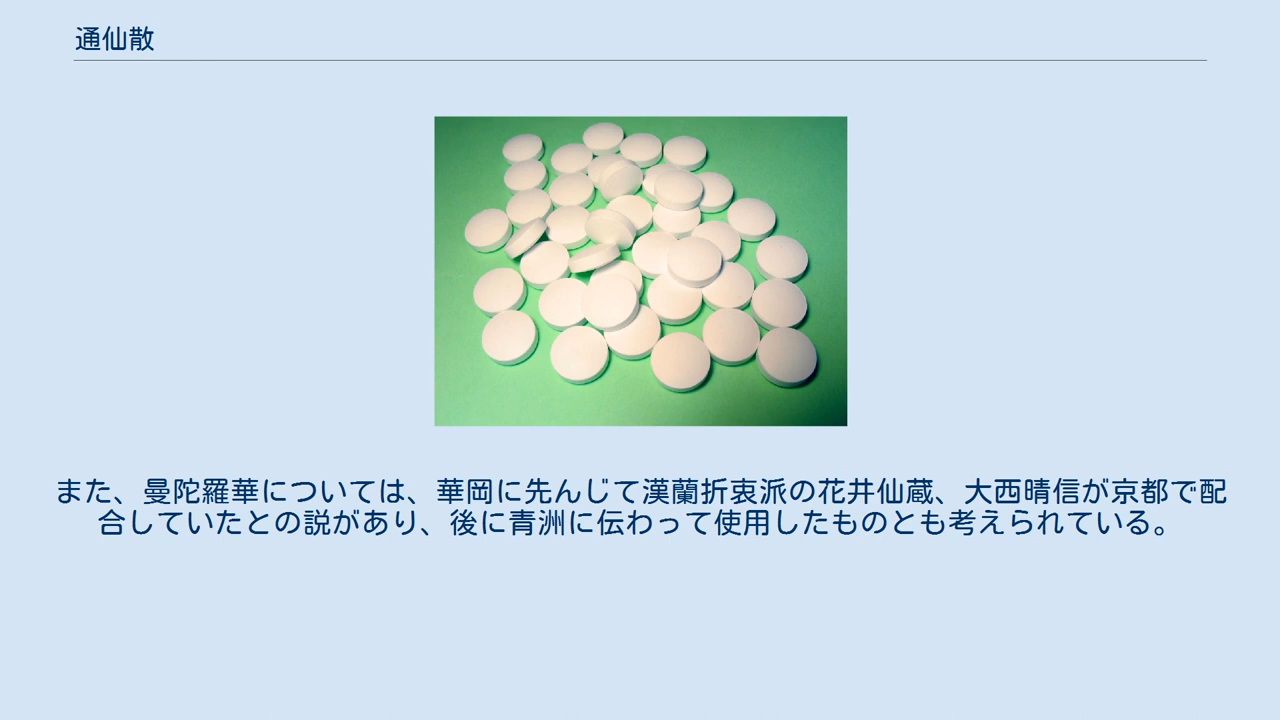 通仙散
また、曼陀羅華については、華岡に先んじて漢蘭折衷派の花井仙蔵、大西晴信が京都で配
合していたとの説があり、後に青洲に伝わって使用したものとも考えられている。